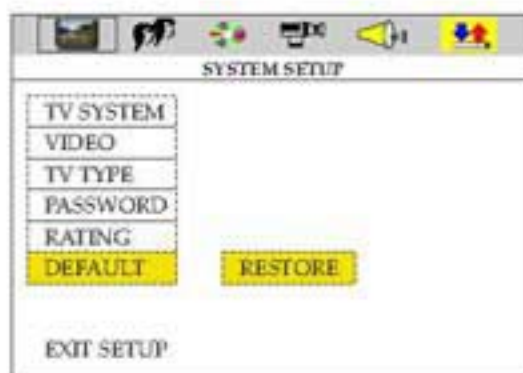 SYSTEM SETUP
TV SYSTEM
VIDEO
TV TYPE
PASSWORD
RATING
DEFAULT RESTORE
EXIT SETUP